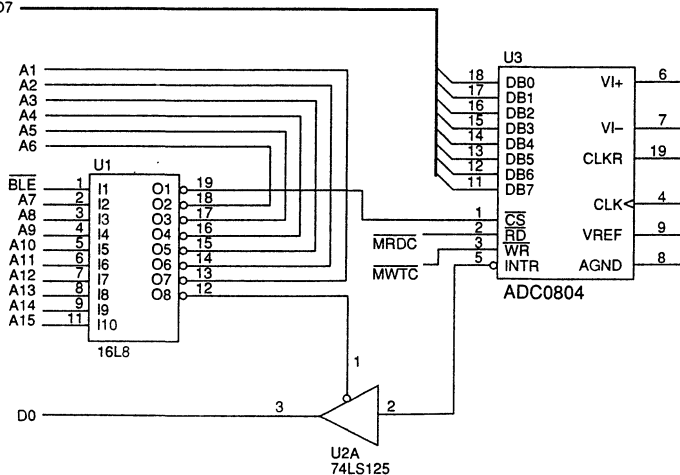 D7
A1
A2
A3
A4
A5
A6
U1
BLE 1 I1 O1 19
A7 2 I2 O2 18
A8 3 I3 O3 17
A9 4 I4 O4 16
A10 5 I5 O5 15
A11 6 I6 O6 14
A12 7 I7 O7 13
A13 8 I8 O8 12
A14 9 I9
A15 11 I10
16L8
U3
18 DB0 VI+ 6
17 DB1
16 DB2
15 DB3 VI– 7
14 DB4
13 DB5 CLKR 19
12 DB6
11 DB7
CLK 4
1 CS
MRDC 2 RD VREF 9
3 WR
MWTC 5 INTR AGND 8
ADC0804
1
D0 3 2
U2A
74LS125